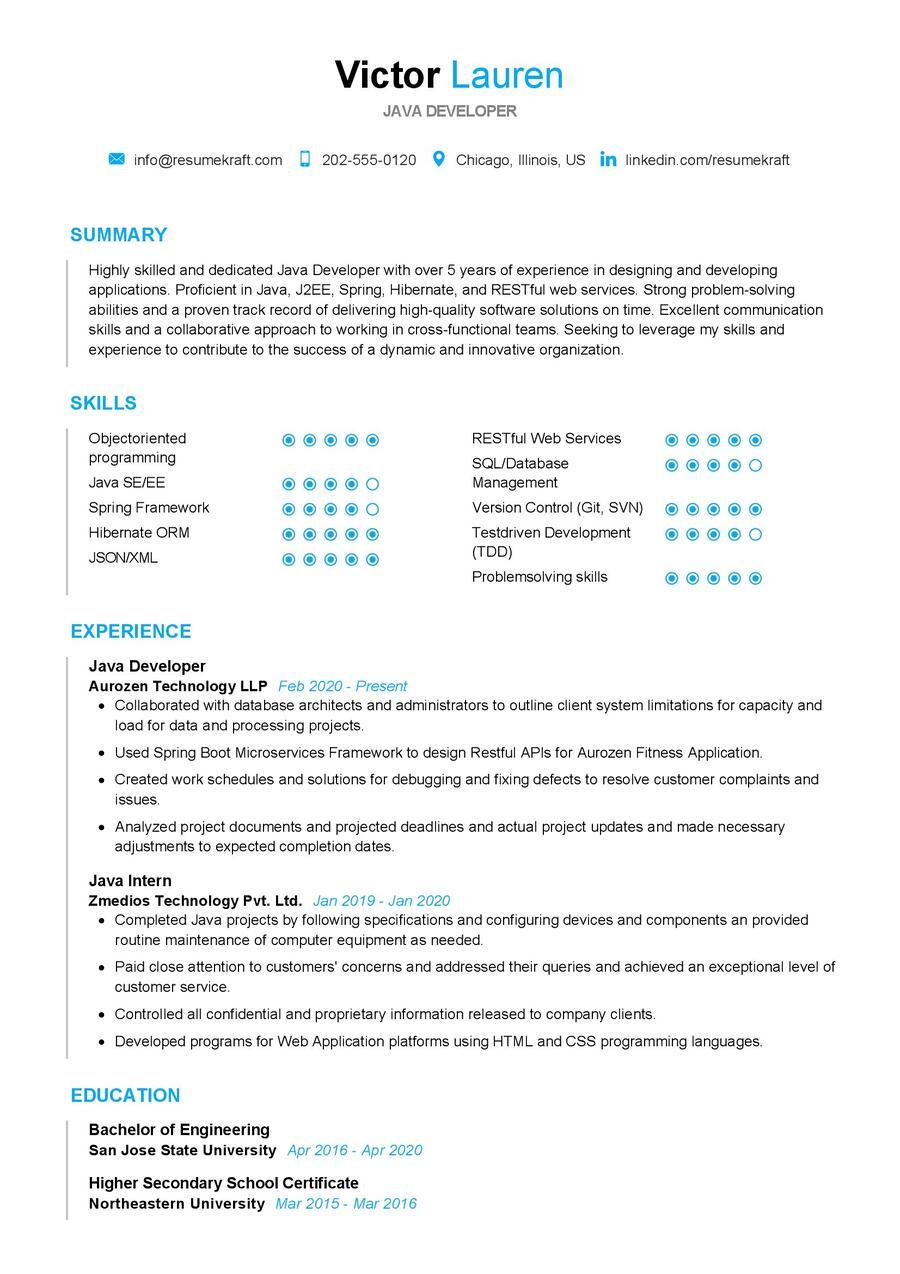 Victor Lauren
JAVA DEVELOPER
info@resumekraft.com 202-555-0120 Chicago, Illinois, US linkedin.com/resumekraft
SUMMARY
Highly skilled and dedicated Java Developer with over 5 years of experience in designing and developing
applications. Proficient in Java, J2EE, Spring, Hibernate, and RESTful web services. Strong problem-solving
abilities and a proven track record of delivering high-quality software solutions on time. Excellent communication
skills and a collaborative approach to working in cross-functional teams. Seeking to leverage my skills and
experience to contribute to the success of a dynamic and innovative organization.
SKILLS
Objectoriented
programming
Java SE/EE
Spring Framework
Hibernate ORM
JSON/XML
RESTful Web Services
SQL/Database
Management
Version Control (Git, SVN)
Testdriven Development
(TDD)
Problemsolving skills
EXPERIENCE
Java Developer
Aurozen Technology LLP Feb 2020 - Present
• Collaborated with database architects and administrators to outline client system limitations for capacity and
load for data and processing projects.
• Used Spring Boot Microservices Framework to design Restful APIs for Aurozen Fitness Application.
• Created work schedules and solutions for debugging and fixing defects to resolve customer complaints and
issues.
• Analyzed project documents and projected deadlines and actual project updates and made necessary
adjustments to expected completion dates.
Java Intern
Zmedios Technology Pvt. Ltd. Jan 2019 - Jan 2020
• Completed Java projects by following specifications and configuring devices and components an provided
routine maintenance of computer equipment as needed.
• Paid close attention to customers' concerns and addressed their queries and achieved an exceptional level of
customer service.
• Controlled all confidential and proprietary information released to company clients.
• Developed programs for Web Application platforms using HTML and CSS programming languages.
EDUCATION
Bachelor of Engineering
San Jose State University Apr 2016 - Apr 2020
Higher Secondary School Certificate
Northeastern University Mar 2015 - Mar 2016